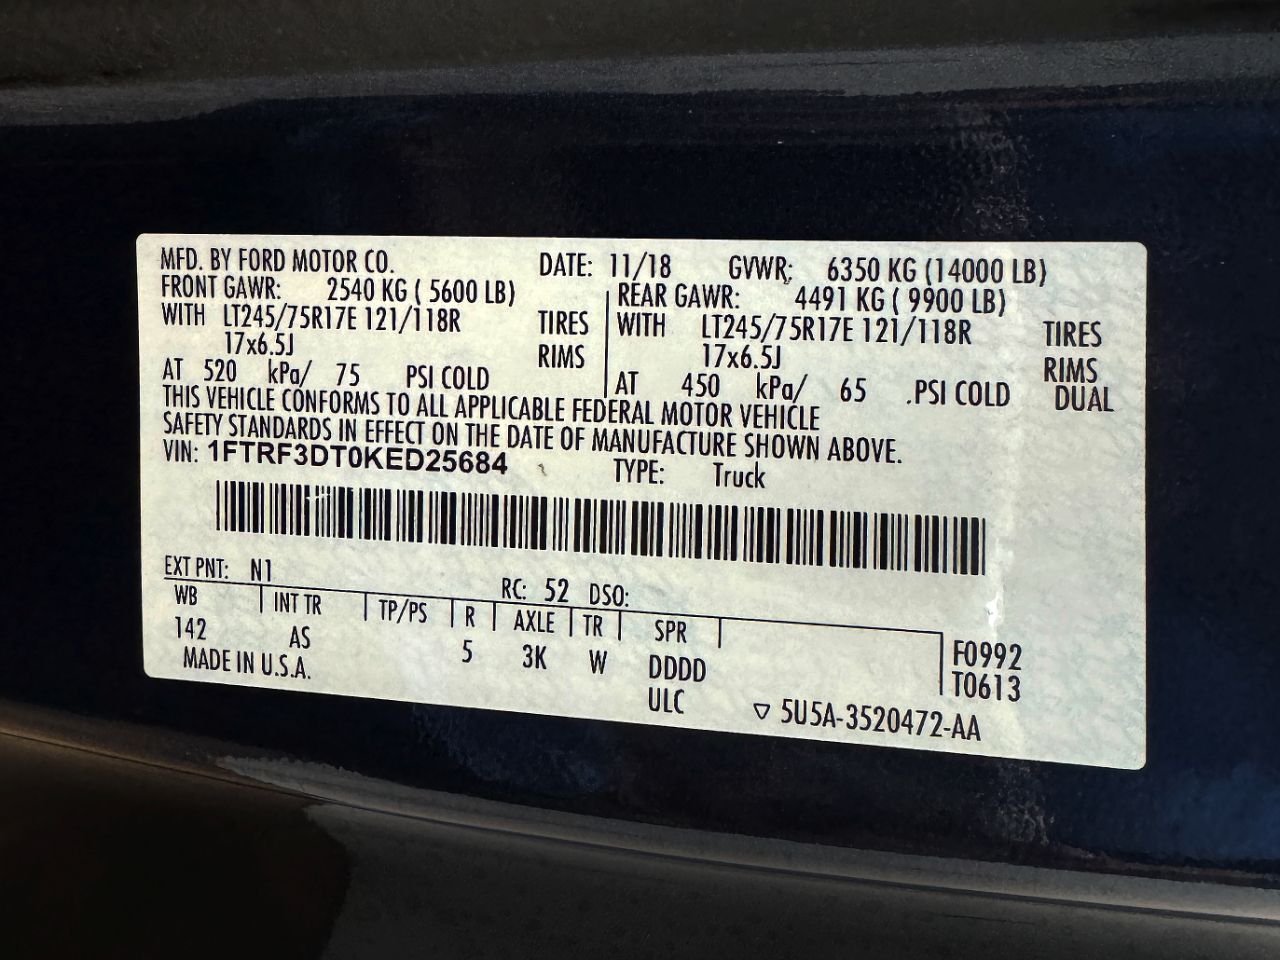 MFD. BY FORD MOTOR CO. DATE: 11/18 GVWR: 6350 KG (14000 LB)
FRONT GAWR: 2540 KG ( 5600 LB) REAR GAWR: 4491 KG ( 9900 LB)
WITH LT245/75R17E 121/118R TIRES WITH LT245/75R17E 121/118R TIRES
17x6.5J RIMS 17x6.5J RIMS
AT 520 kPa/ 75 PSI COLD AT 450 kPa/ 65 .PSI COLD DUAL
THIS VEHICLE CONFORMS TO ALL APPLICABLE FEDERAL MOTOR VEHICLE
SAFETY STANDARDS IN EFFECT ON THE DATE OF MANUFACTURE SHOWN ABOVE.
VIN: 1FTRF3DT0KED25684 TYPE: Truck
EXT PNT: N1 RC: 52 DSO:
WB INT TR TP/PS R AXLE TR SPR
142 AS 5 3K W DDDD F0992
MADE IN U.S.A. ULC T0613
▽ 5U5A-3520472-AA